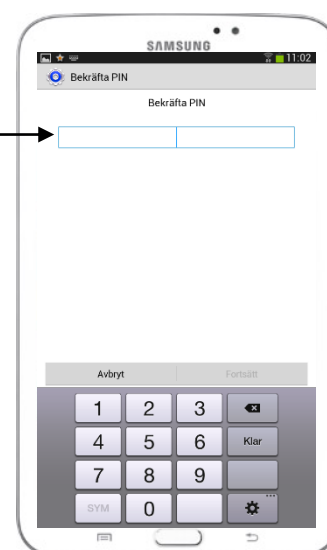 SAMSUNG
11:02
Bekräfta PIN
Bekräfta PIN
Avbryt Fortsätt
1 2 3
4 5 6 Klar
7 8 9
SYM 0